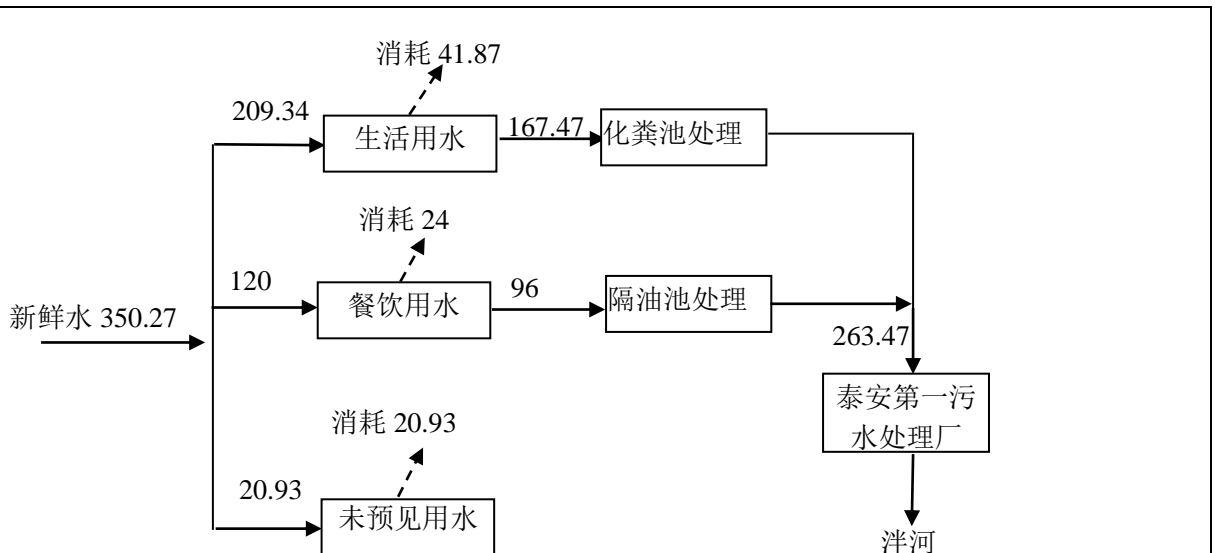 消耗 41.87
209.34
生活用水
167.47
化粪池处理
消耗 24
120
餐饮用水
96
隔油池处理
新鲜水 350.27
263.47
泰安第一污
水处理厂
消耗 20.93
20.93
未预见用水
泮河